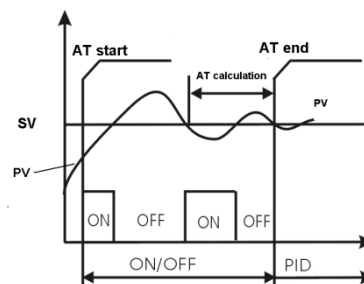 AT start
AT end
AT calculation
PV
SV
PV
ON OFF ON OFF
ON/OFF PID